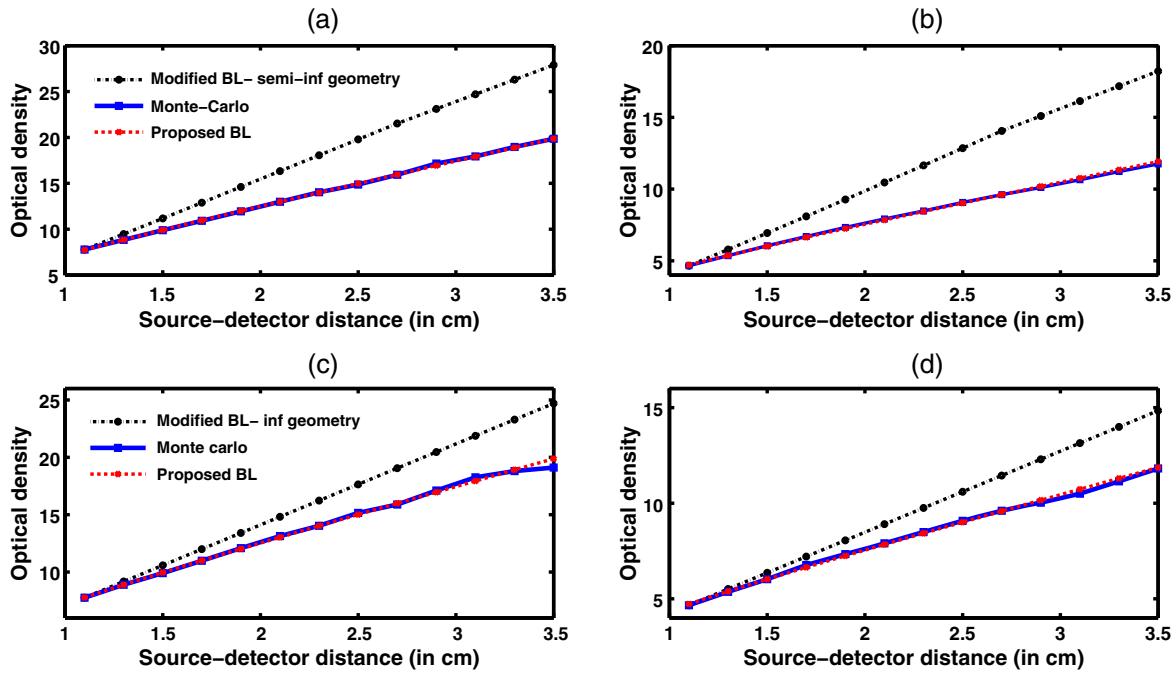 (a)
Optical density
30
25
20
15
10
5
Modified BL- semi-inf geometry
Monte-Carlo
Proposed BL
1 1.5 2 2.5 3 3.5
Source-detector distance (in cm)
(b)
Optical density
20
15
10
5
1 1.5 2 2.5 3 3.5
Source-detector distance (in cm)
(c)
Optical density
25
20
15
10
Modified BL- inf geometry
Monte carlo
Proposed BL
1 1.5 2 2.5 3 3.5
Source-detector distance (in cm)
(d)
Optical density
15
10
5
1 1.5 2 2.5 3 3.5
Source-detector distance (in cm)